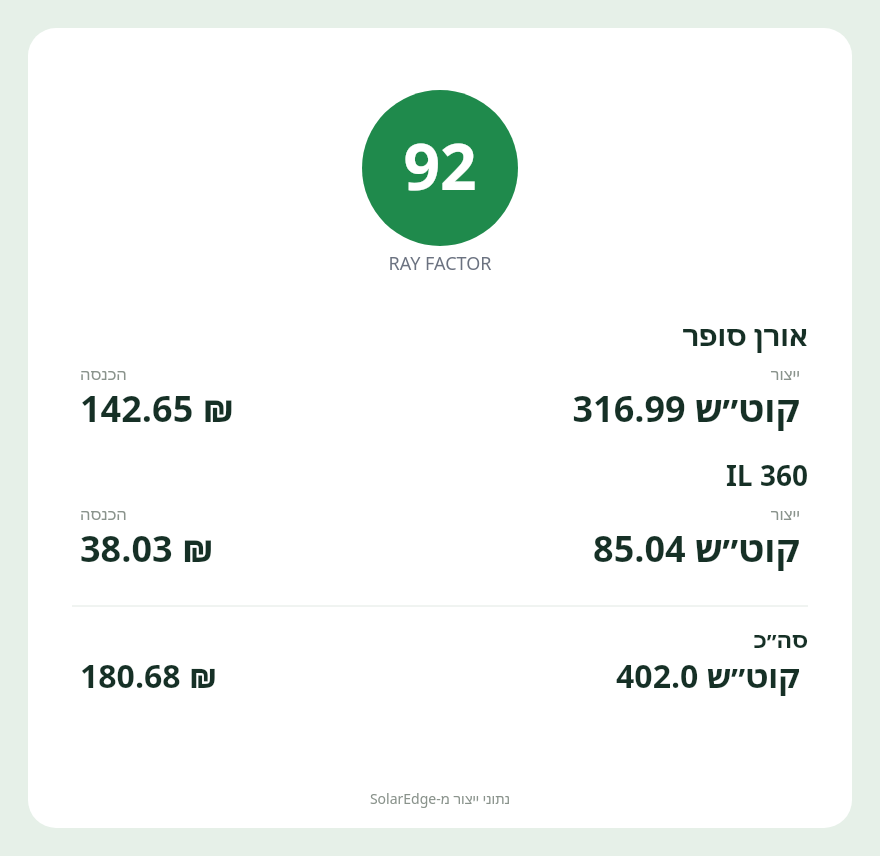 92
RAY FACTOR
אורן סופר
ייצור הכנסה
קוט״ש 316.99 ₪ 142.65
IL 360
ייצור הכנסה
קוט״ש 85.04 ₪ 38.03
סה״כ
קוט״ש 402.0 ₪ 180.68
נתוני ייצור מ-SolarEdge